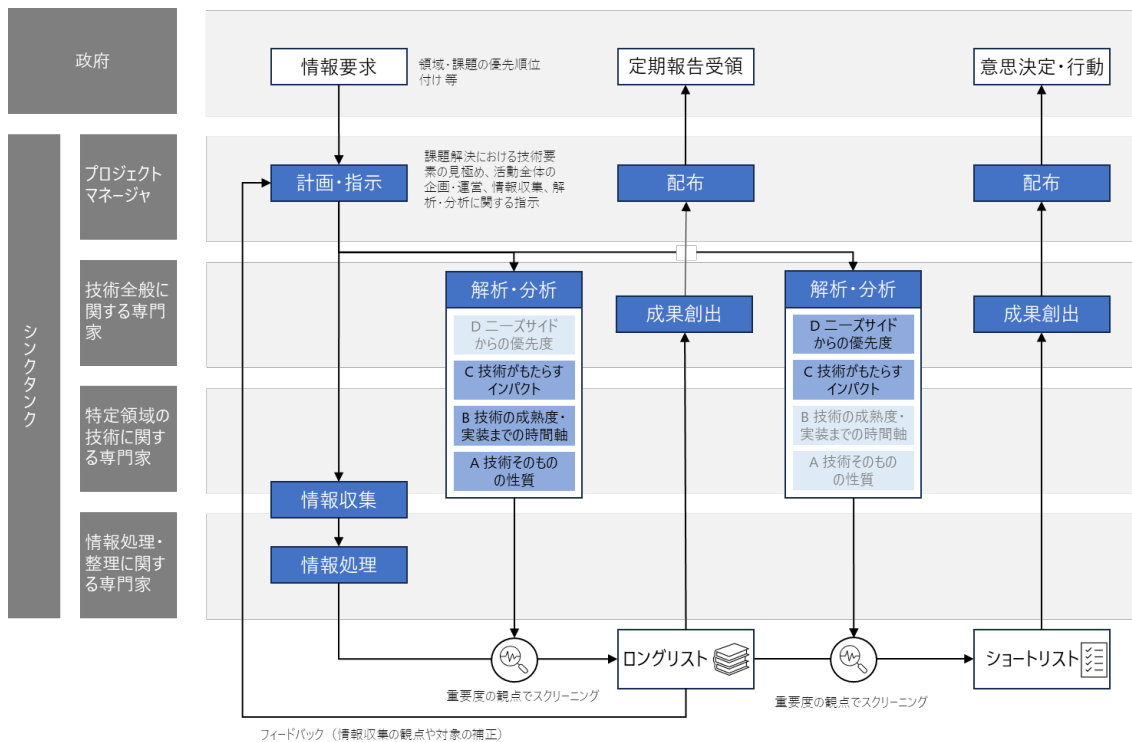 政府
情報要求
領域・課題の優先順位
付け等
定期報告受領
意思決定・行動
シンクタンク
プロジェクト
マネージャ
計画・指示
課題解決における技術要
素の見極め、活動全体の
企画・運営、情報収集、解
析・分析に関する指示
配布
配布
技術全般に
関する専門
家
解析・分析
D ニーズサイド
からの優先度
C 技術がもたらす
インパクト
B 技術の成熟度・
実装までの時間軸
A 技術そのもの
の性質
成果創出
解析・分析
D ニーズサイド
からの優先度
C 技術がもたらす
インパクト
B 技術の成熟度・
実装までの時間軸
A 技術そのもの
の性質
成果創出
特定領域の
技術に関す
る専門家
情報収集
情報処理・
整理に関す
る専門家
情報処理
重要度の観点でスクリーニング
ロングリスト
重要度の観点でスクリーニング
ショートリスト
フィードバック（情報収集の観点や対象の補正）